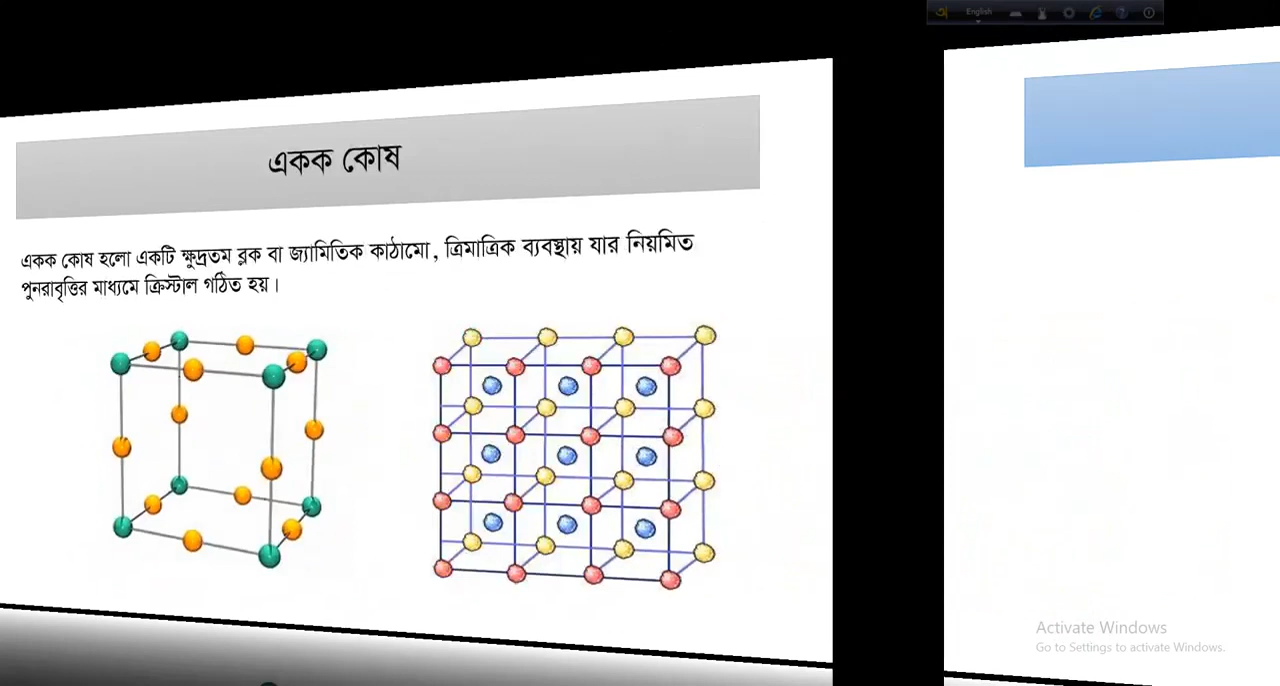 English
একক কোষ
একক কোষ হলো একটি ক্ষুদ্রতম ব্লক বা জ্যামিতিক কাঠামো, ত্রিমাত্রিক ব্যবস্থায় যার নিয়মিত
পুনরাবৃত্তির মাধ্যমে ক্রিস্টাল গঠিত হয়।
Activate Windows
Go to Settings to activate Windows.